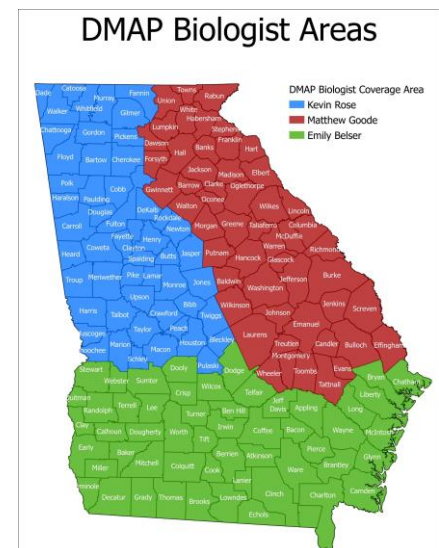 DMAP Biologist Areas
DMAP Biologist Coverage Area
Kevin Rose
Matthew Goode
Emily Belser
Dade
Catoosa
Fannin
Towns
Rabun
Murray
Union
Walker
Whitfield
Gilmer
White
Habersham
Lumpkin
Stephens
Chattooga
Gordon
Pickens
Dawson
Banks
Franklin
Hart
Hall
Floyd
Bartow
Cherokee
Forsyth
Jackson
Madison
Elbert
Polk
Cobb
Gwinnett
Barrow
Clarke
Oglethorpe
Haralson
Paulding
DeKalb
Walton
Oconee
Wilkes
Lincoln
Douglas
Rockdale
Carroll
Fulton
Newton
Morgan
Greene
Taliaferro
Columbia
McDuffie
Fayette
Henry
Clayton
Warren
Richmond
Heard
Coweta
Spalding
Butts
Jasper
Putnam
Hancock
Glascock
Troup
Meriwether
Pike
Lamar
Monroe
Jones
Baldwin
Jefferson
Burke
Washington
Upson
Wilkinson
Jenkins
Screven
Harris
Talbot
Crawford
Bibb
Twiggs
Johnson
Taylor
Peach
Emanuel
Muscogee
Laurens
Marion
Macon
Houston
Bleckley
Treutlen
Candler
Bulloch
Effingham
Schley
Montgomery
Pulaski
Wheeler
Toombs
Evans
Stewart
Dooly
Dodge
Tattnall
Bryan
Chatham
Webster
Sumter
Wilcox
Telfair
Liberty
Quitman
Crisp
Jeff
Davis
Appling
Long
Randolph
Terrell
Lee
Turner
Ben Hill
Clay
Calhoun
Dougherty
Worth
Irwin
Coffee
Bacon
Wayne
McIntosh
Tift
Early
Baker
Berrien
Atkinson
Pierce
Mitchell
Colquitt
Cook
Ware
Brantley
Glynn
Miller
Lanier
Decatur
Grady
Thomas
Brooks
Lowndes
Clinch
Charlton
Camden
Echols